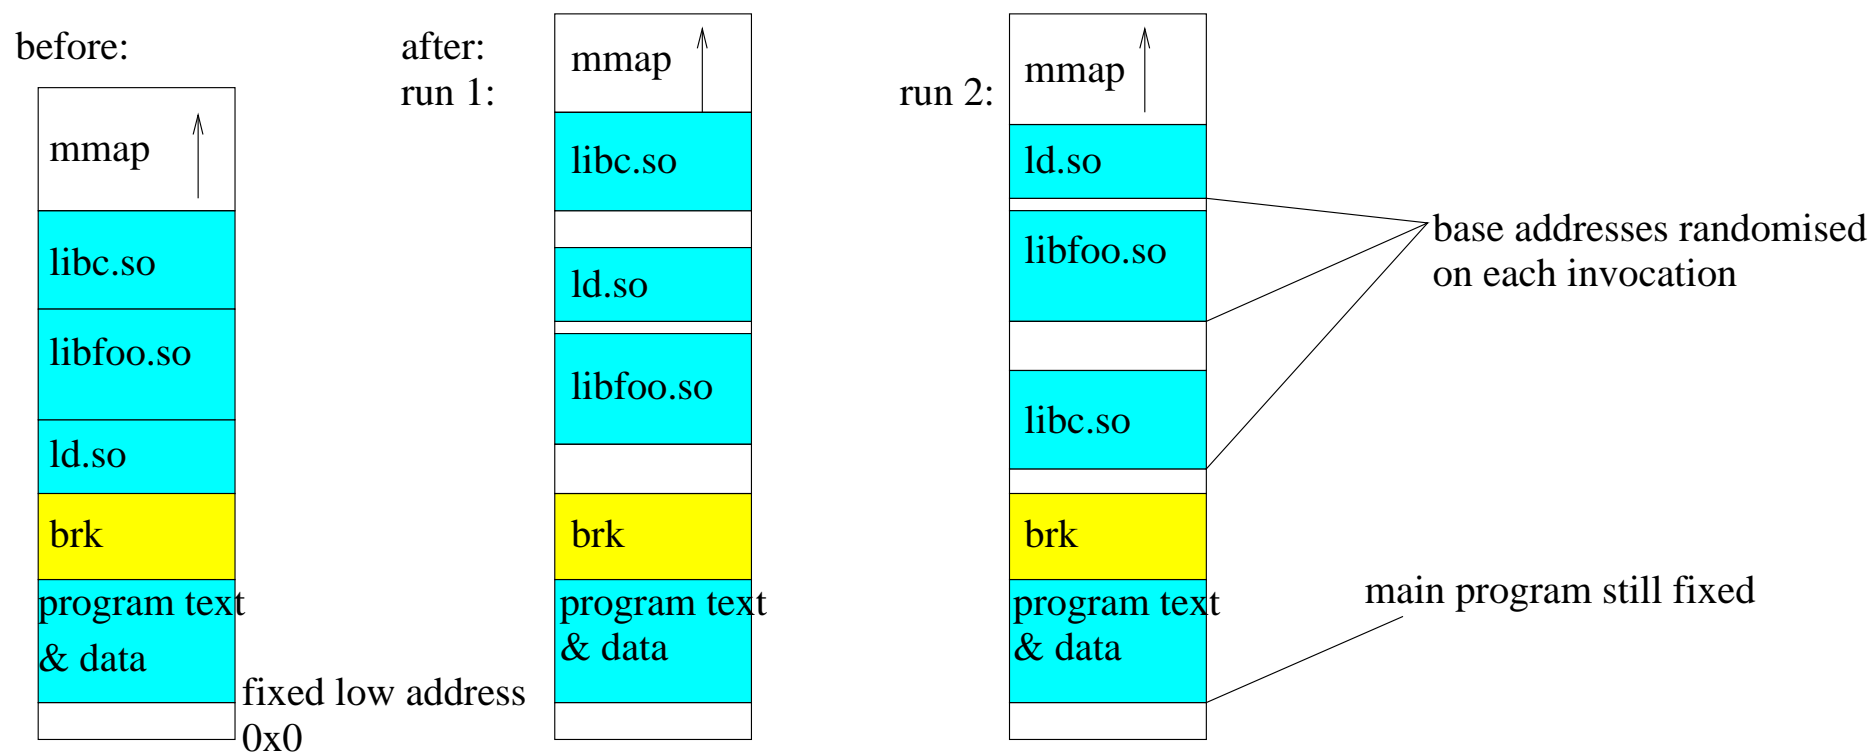 before:
mmap
libc.so
libfoo.so
ld.so
brk
program text
& data
fixed low address
0x0
after:
run 1:
mmap
libc.so
ld.so
libfoo.so
brk
program text
& data
run 2:
mmap
ld.so
libfoo.so
libc.so
brk
program text
& data
base addresses randomised
on each invocation
main program still fixed